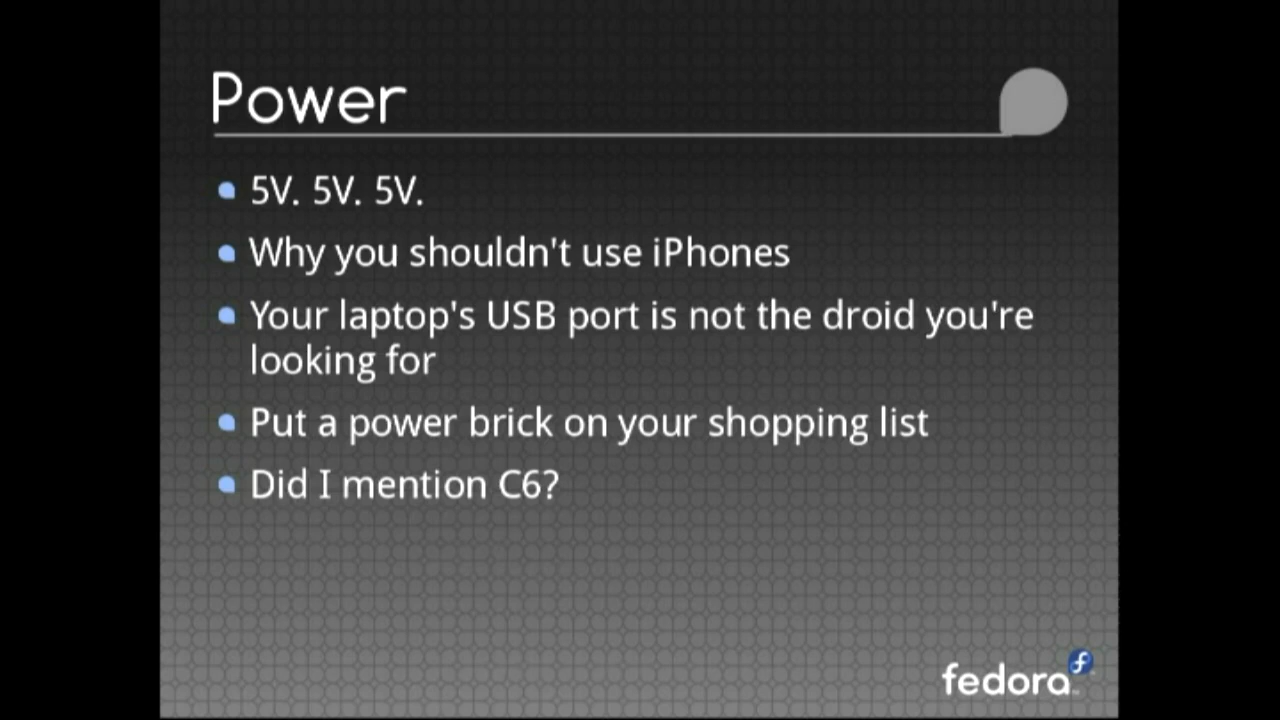 Power
5V. 5V. 5V.
Why you shouldn't use iPhones
Your laptop's USB port is not the droid you're
looking for
Put a power brick on your shopping list
Did I mention C6?
fedora